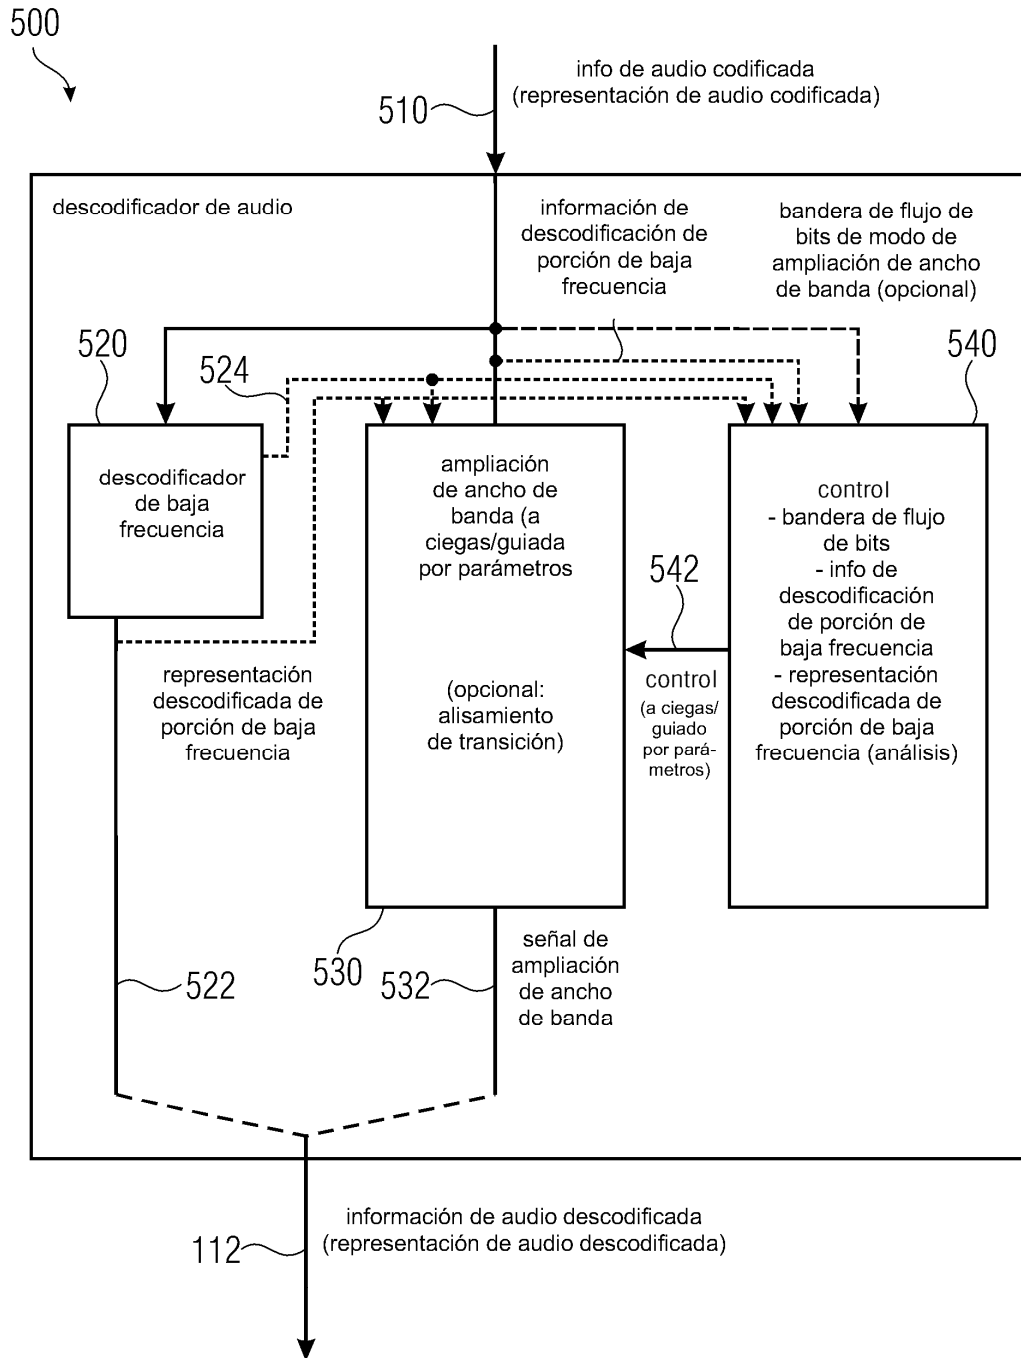 500
info de audio codificada
(representación de audio codificada)
510
descodificador de audio
información de
descodificación de
porción de baja
frecuencia
bandera de flujo de
bits de modo de
ampliación de ancho
de banda (opcional)
520
524
540
descodificador
de baja
frecuencia
ampliación
de ancho de
banda (a
ciegas/guiada
por parámetros
(opcional:
alisamiento
de transición)
control
- bandera de flujo
de bits
- info de
descodificación
de porción de
baja frecuencia
- representación
descodificada de
porción de baja
frecuencia (análisis)
542
control
(a ciegas/
guiado
por pará-
metros)
representación
descodificada de
porción de baja
frecuencia
522
530
532
señal de
ampliación
de ancho
de banda
información de audio descodificada
(representación de audio descodificada)
112